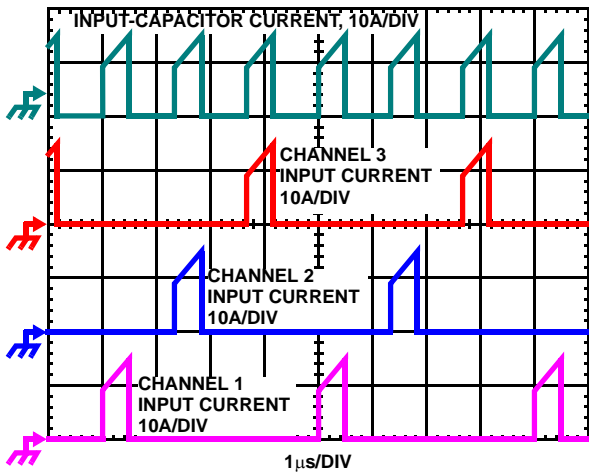 INPUT-CAPACITOR CURRENT, 10A/DIV
CHANNEL 3
INPUT CURRENT
10A/DIV
CHANNEL 2
INPUT CURRENT
10A/DIV
CHANNEL 1
INPUT CURRENT
10A/DIV
1μs/DIV